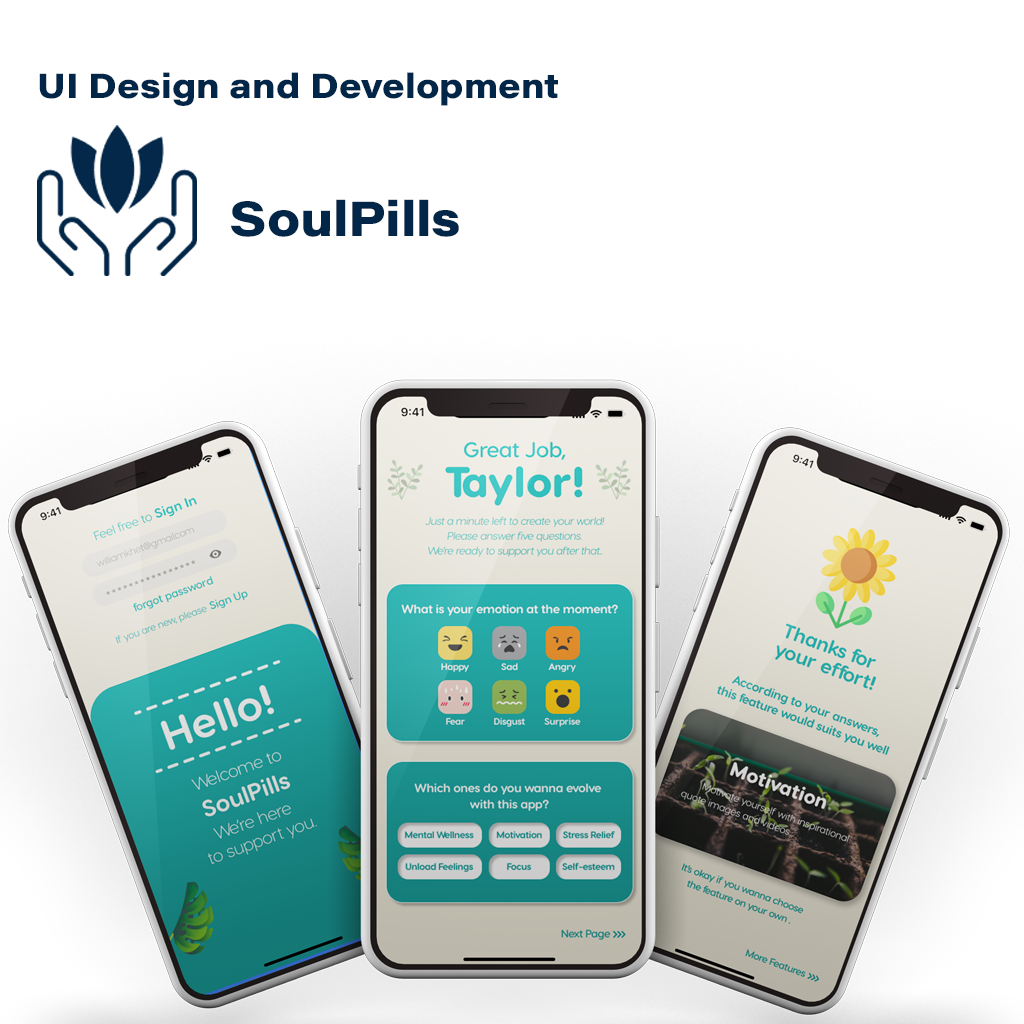 UI Design and Development
SoulPills
9:41
Feel free to Sign In
williamkhef@gmail.com
forgot password
If you are new, please Sign Up
Hello!
Welcome to
SoulPills
We're here
to support you.
9:41
Great Job,
Taylor!
Just a minute left to create your world!
Please answer five questions.
We're ready to support you after that.
What is your emotion at the moment?
Happy Sad Angry
Fear Disgust Surprise
Which ones do you wanna evolve
with this app?
Mental Wellness Motivation Stress Relief
Unload Feelings Focus Self-esteem
Next Page >>>
9:41
Thanks for
your effort!
According to your answers,
this feature would suits you well
Motivation
Motivate yourself with inspirational
quote images and videos...
It's okay if you wanna choose
the feature on your own .
More Features >>>